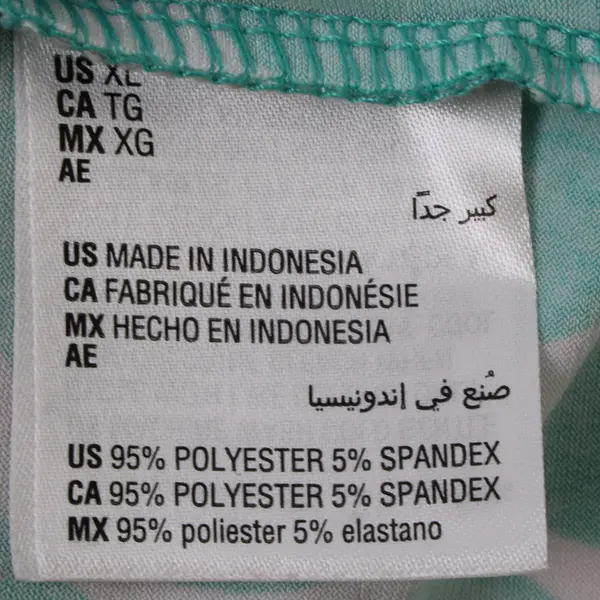 US XL
CA TG
MX XG
AE
كبير جدًا
US MADE IN INDONESIA
CA FABRIQUÉ EN INDONÉSIE
MX HECHO EN INDONESIA
AE
صُنع في إندونيسيا
US 95% POLYESTER 5% SPANDEX
CA 95% POLYESTER 5% SPANDEX
MX 95% poliester 5% elastano